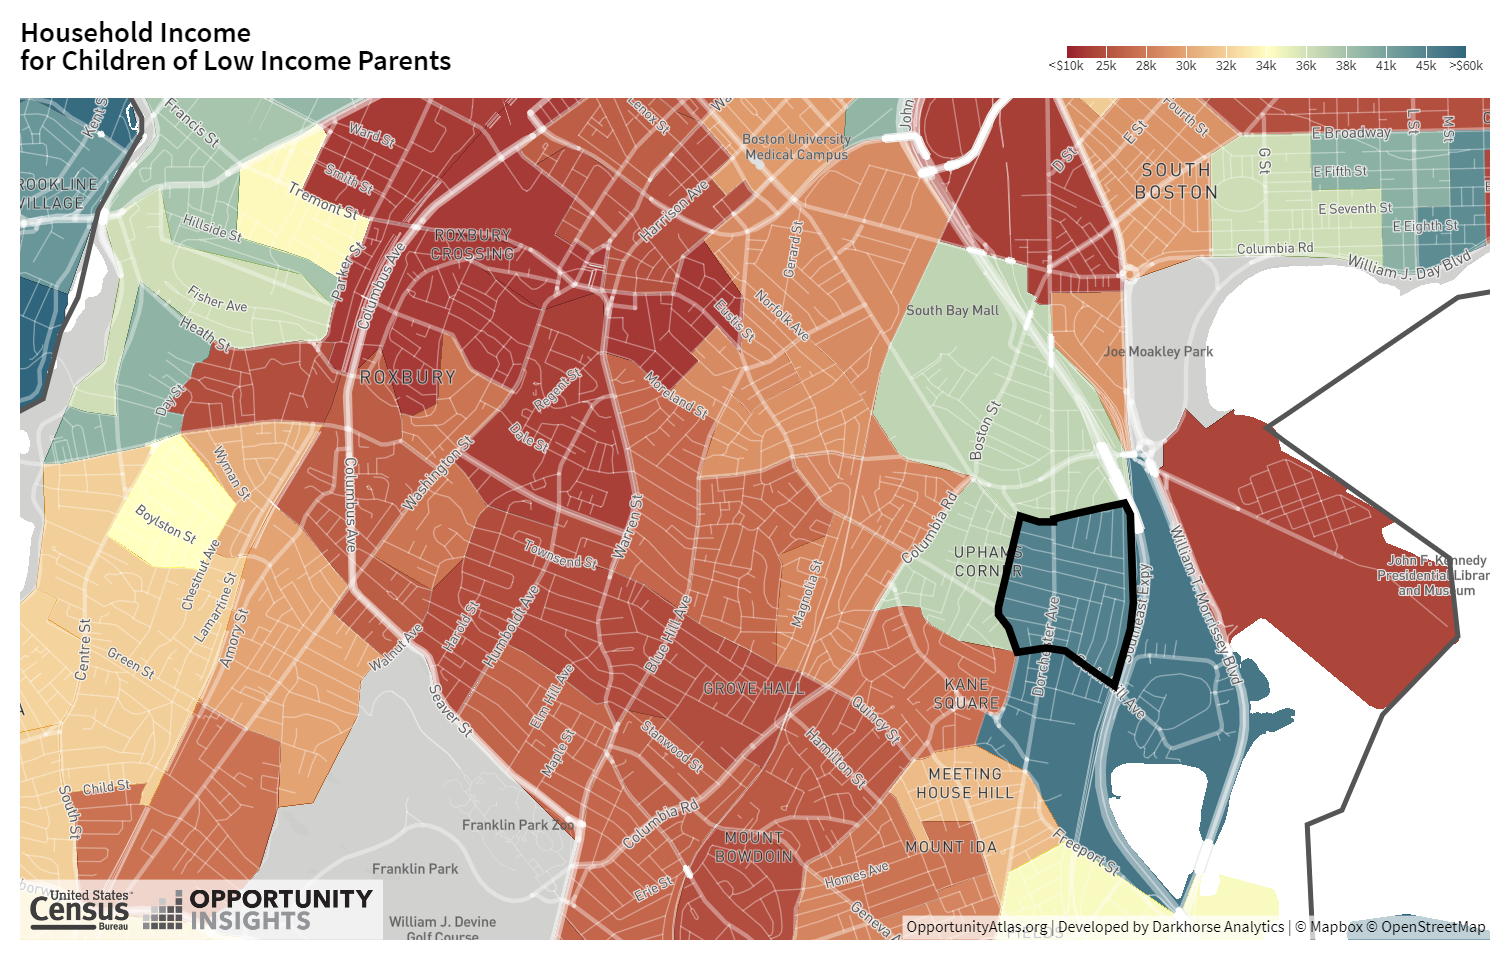 Household Income
for Children of Low Income Parents
<$10k 25k 28k 30k 32k 34k 36k 38k 41k 45k >$60k
Kent S
Francis St
Ward St
Lenox St
Wa
Boston University
Medical Campus
John
Fourth St
E St
D St
SOUTH
BOSTON
E Broadway
G St
L St
M St
E Fifth St
E Seventh St
E Eighth St
Columbia Rd
William J. Day Blvd
ROOKLINE
VILLAGE
Smith St
Tremont St
Hillside St
Parker St
Columbus Ave
ROXBURY
CROSSING
Harrison Ave
Gerard St
Fisher Ave
Heath St
Day St
Eustis St
Norfolk Ave
South Bay Mall
Joe Moakley Park
ROXBURY
Regent St
Moreland St
Dale St
Boston St
Wyman St
Washington St
Columbus Ave
Warren St
Columbia Rd
Boylston St
Chestnut Ave
Lamartine St
Amory St
Townsend St
Magnolia St
UPHAMS
CORNER
William T. Morrissey Blvd
Southeast Expy
John F. Kennedy
Presidential Librar
and Museum
Centre St
Green St
Walnut Ave
Harold St
Humboldt Ave
Blue Hill Ave
Dorchester Ave
ill Ave
Seaver St
Elm Hill Ave
Maple St
GROVE HALL
KANE
SQUARE
Quincy St
Hamilton St
Stanwood St
A
South St
Child St
Franklin Park Zoo
Columbia Rd
MEETING
HOUSE HILL
MOUNT
BOWDOIN
MOUNT IDA
Freeport St
Franklin Park
Erie St
Homes Ave
Geneva A
William J. Devine
Golf Course
FIELDS
United States™
Census
Bureau
OPPORTUNITY
INSIGHTS
OpportunityAtlas.org | Developed by Darkhorse Analytics | © Mapbox © OpenStreetMap